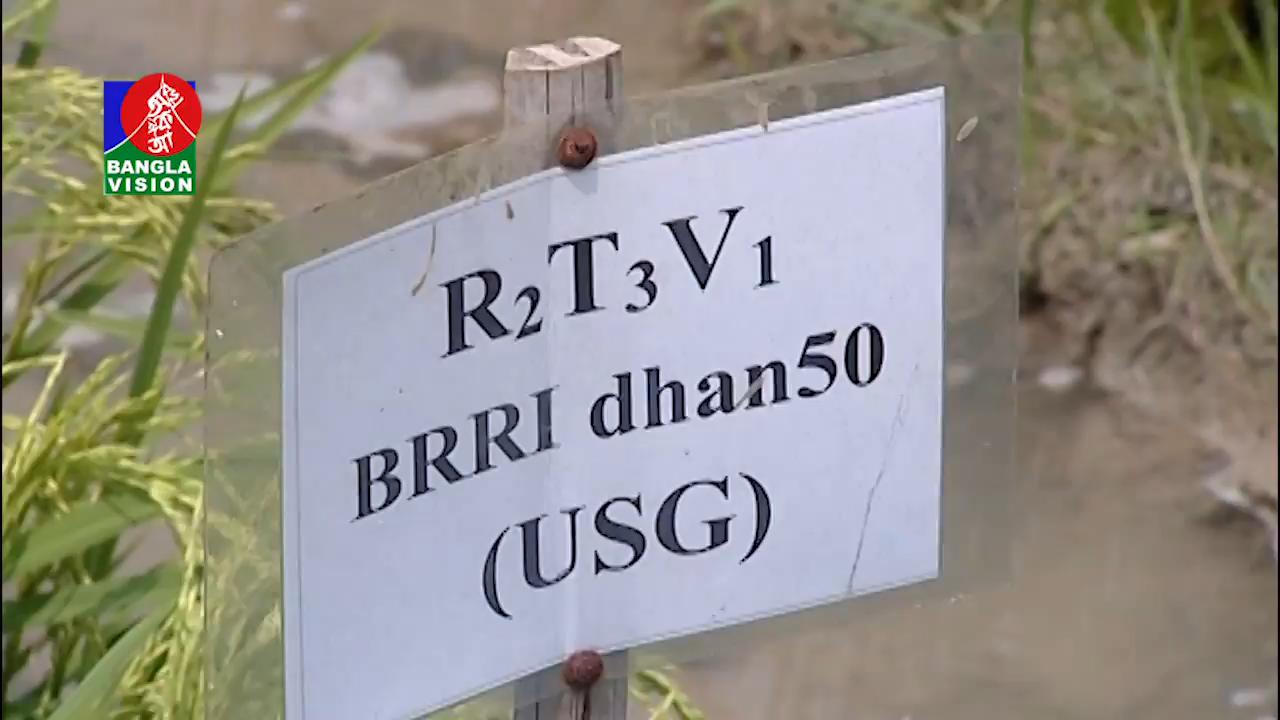 BANGLA
VISION
R₂T₃V₁
BRRI dhan50
(USG)